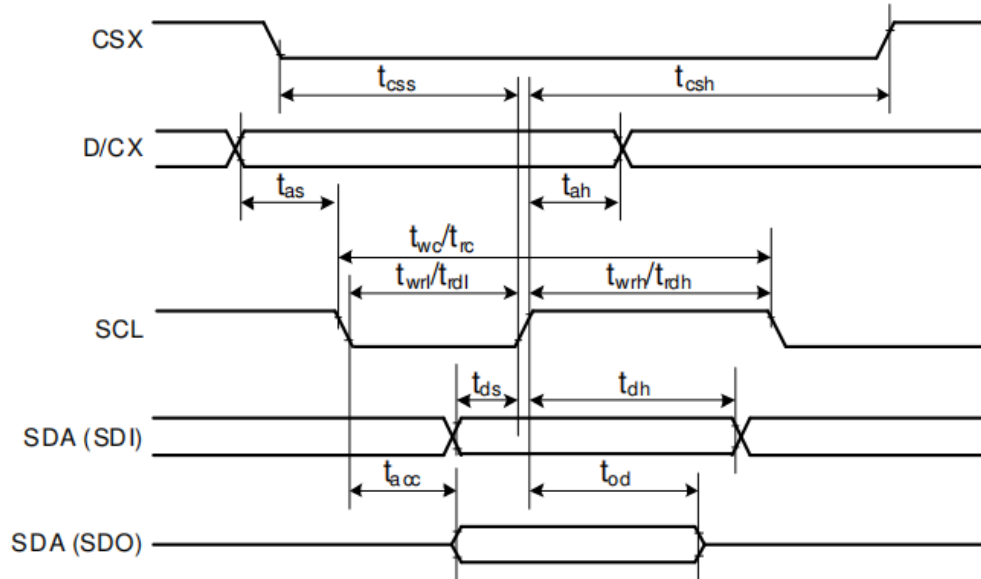 CSX
tcss tcsh
D/CX
tas tah
twc/trc
twrl/trdl twrh/trdh
SCL
tds tdh
SDA (SDI)
tacc tod
SDA (SDO)